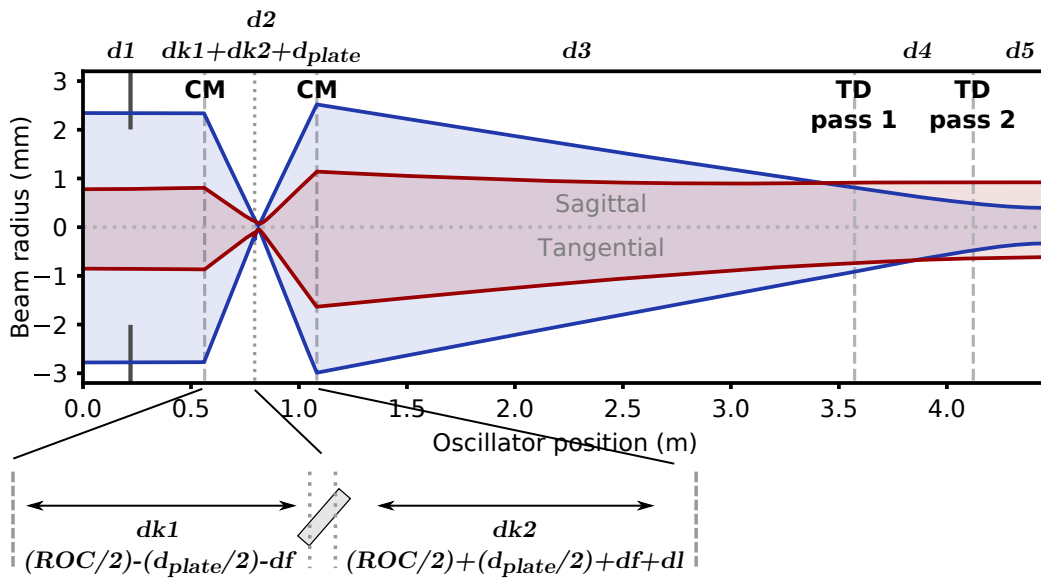 d2
d1 dk1+dk2+d_plate d3 d4 d5
CM CM TD TD
pass 1 pass 2
3
2
1
0
−1
−2
−3
Beam radius (mm)
Sagittal
Tangential
0.0 0.5 1.0 1.5 2.0 2.5 3.0 3.5 4.0
Oscillator position (m)
dk1 dk2
(ROC/2)-(d_plate/2)-df (ROC/2)+(d_plate/2)+df+dl